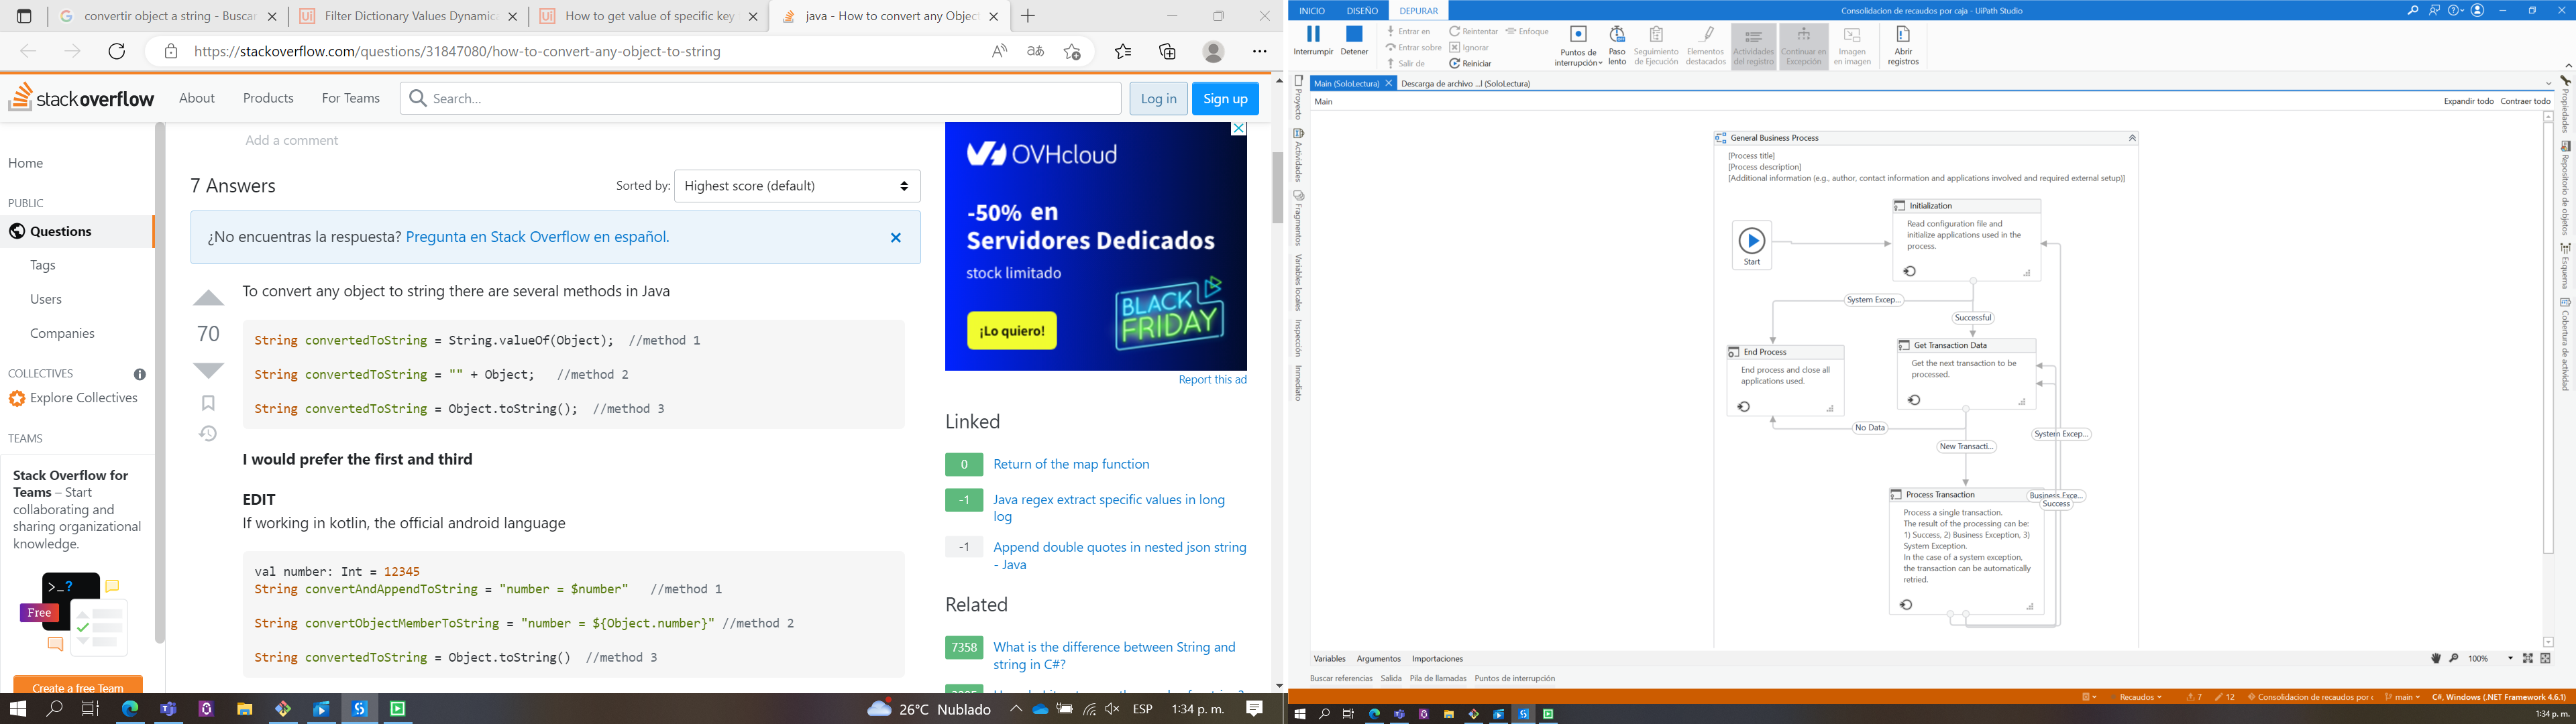 convertir object a string - Buscar
Filter Dictionary Values Dynamica
How to get value of specific key
java - How to convert any Object
https://stackoverflow.com/questions/31847080/how-to-convert-any-object-to-string
stackoverflow
About
Products
For Teams
Search...
Log in
Sign up
Home
PUBLIC
Questions
Tags
Users
Companies
COLLECTIVES
Explore Collectives
TEAMS
Stack Overflow for
Teams – Start
collaborating and
sharing organizational
knowledge.
>_?
Free
Create a free Team
Add a comment
7 Answers
Sorted by:
Highest score (default)
¿No encuentras la respuesta? Pregunta en Stack Overflow en español.
70
To convert any object to string there are several methods in Java
String convertedToString = String.valueOf(Object);  //method 1
String convertedToString = "" + Object;   //method 2
String convertedToString = Object.toString();  //method 3
I would prefer the first and third
EDIT
If working in kotlin, the official android language
val number: Int = 12345
String convertAndAppendToString = "number = $number"   //method 1
String convertObjectMemberToString = "number = ${Object.number}" //method 2
String convertedToString = Object.toString()  //method 3
OVHcloud
-50% en
Servidores Dedicados
stock limitado
¡Lo quiero!
BLACK
FRIDAY
Report this ad
Linked
0 Return of the map function
-1 Java regex extract specific values in long
log
-1 Append double quotes in nested json string
- Java
Related
7358 What is the difference between String and
string in C#?
26°C Nublado
ESP
1:34 p. m.
INICIO
DISEÑO
DEPURAR
Consolidacion de recaudos por caja - UiPath Studio
Interrumpir
Detener
Entrar en
Entrar sobre
Salir de
Reintentar
Ignorar
Reiniciar
Enfoque
Puntos de
interrupción
Paso
lento
Seguimiento
de Ejecución
Elementos
destacados
Actividades
del registro
Continuar en
Excepción
Imagen
en imagen
Abrir
registros
Main (SoloLectura)
Descarga de archivo ...l (SoloLectura)
Main
Expandir todo
Contraer todo
Proyecto
Actividades
Fragmentos
Variables locales
Inspección
Inmediato
General Business Process
[Process title]
[Process description]
[Additional information (e.g., author, contact information and applications involved and required external setup)]
Start
Initialization
Read configuration file and
initialize applications used in the
process.
System Excep...
Successful
End Process
End process and close all
applications used.
Get Transaction Data
Get the next transaction to be
processed.
No Data
New Transacti...
System Excep...
Process Transaction
Business Exce...
Success
Process a single transaction.
The result of the processing can be:
1) Success, 2) Business Exception, 3)
System Exception.
In the case of a system exception,
the transaction can be automatically
retried.
Propiedades
Repositorio de objetos
Esquema
Cobertura de actividad
Variables
Argumentos
Importaciones
100%
Buscar referencias
Salida
Pila de llamadas
Puntos de interrupción
Recaudos
7
12
Consolidacion de recaudos por c
main
C#, Windows (.NET Framework 4.6.1)
1:34 p. m.